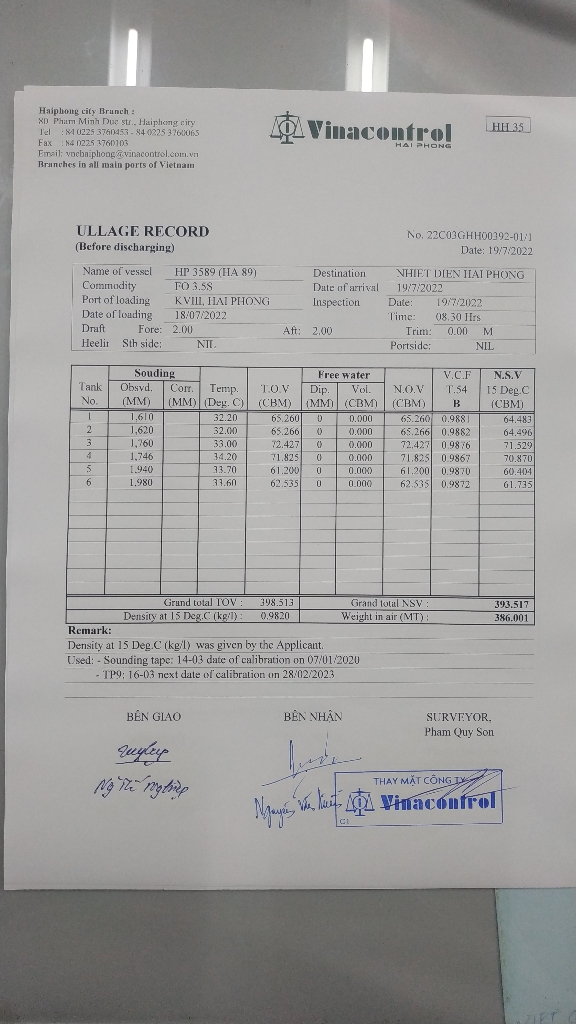 Haiphong city Branch :
80 Pham Minh Duc str., Haiphong city
Tel : 84 0225 3760453 - 84 0225 3760065
Fax : 84 0225 3760103
Email: vnchaiphong@vinacontrol.com.vn
Branches in all main ports of Vietnam
Vinacontrol
HAI PHONG
HH 35
ULLAGE RECORD
(Before discharging)
No. 22C03GHH00392-01/1
Date: 19/7/2022
Name of vessel HP 3589 (HA 89) Destination NHIET DIEN HAI PHONG
Commodity FO 3.5S Date of arrival 19/7/2022
Port of loading KVIII, HAI PHONG Inspection Date: 19/7/2022
Date of loading 18/07/2022 Time: 08.30 Hrs
Draft Fore: 2.00 Aft: 2.00 Trim: 0.00 M
Heelin Stb side: NIL Portside: NIL
Souding Free water V.C.F N.S.V
Tank Obsvd. Corr. Temp. T.O.V Dip. Vol. N.O.V T.54 15 Deg.C
No. (MM) (MM) (Deg. C) (CBM) (MM) (CBM) (CBM) B (CBM)
1 1,610 32.20 65.260 0 0.000 65.260 0.9881 64.483
2 1,620 32.00 65.266 0 0.000 65.266 0.9882 64.496
3 1,760 33.00 72.427 0 0.000 72.427 0.9876 71.529
4 1,746 34.20 71.825 0 0.000 71.825 0.9867 70.870
5 1,940 33.70 61.200 0 0.000 61.200 0.9870 60.404
6 1,980 33.60 62.535 0 0.000 62.535 0.9872 61.735
Grand total TOV : 398.513 Grand total NSV : 393.517
Density at 15 Deg.C (kg/l) : 0.9820 Weight in air (MT) : 386.001
Remark:
Density at 15 Deg.C (kg/l) was given by the Applicant.
Used: - Sounding tape: 14-03 date of calibration on 07/01/2020
- TP9: 16-03 next date of calibration on 28/02/2023
BÊN GIAO BÊN NHẬN SURVEYOR,
Pham Quy Son
THAY MẶT CÔNG TY
Vinacontrol
Nguyễn Văn